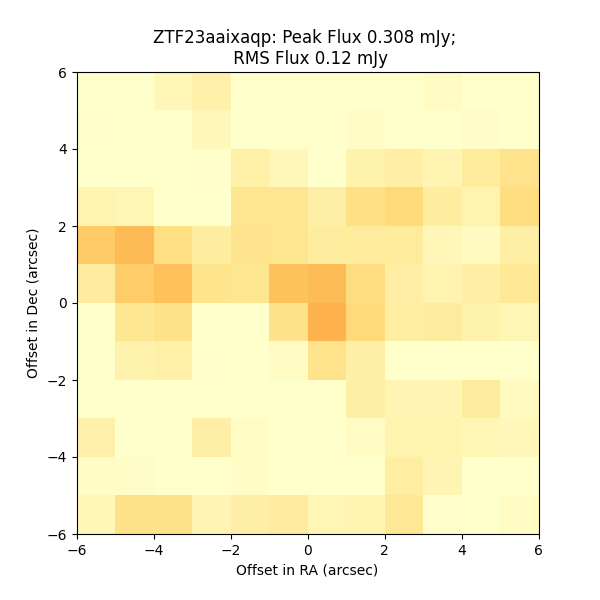 ZTF23aaixaqp: Peak Flux 0.308 mJy;
RMS Flux 0.12 mJy
6
4
2
0
−2
−4
−6
Offset in Dec (arcsec)
−6 −4 −2 0 2 4 6
Offset in RA (arcsec)